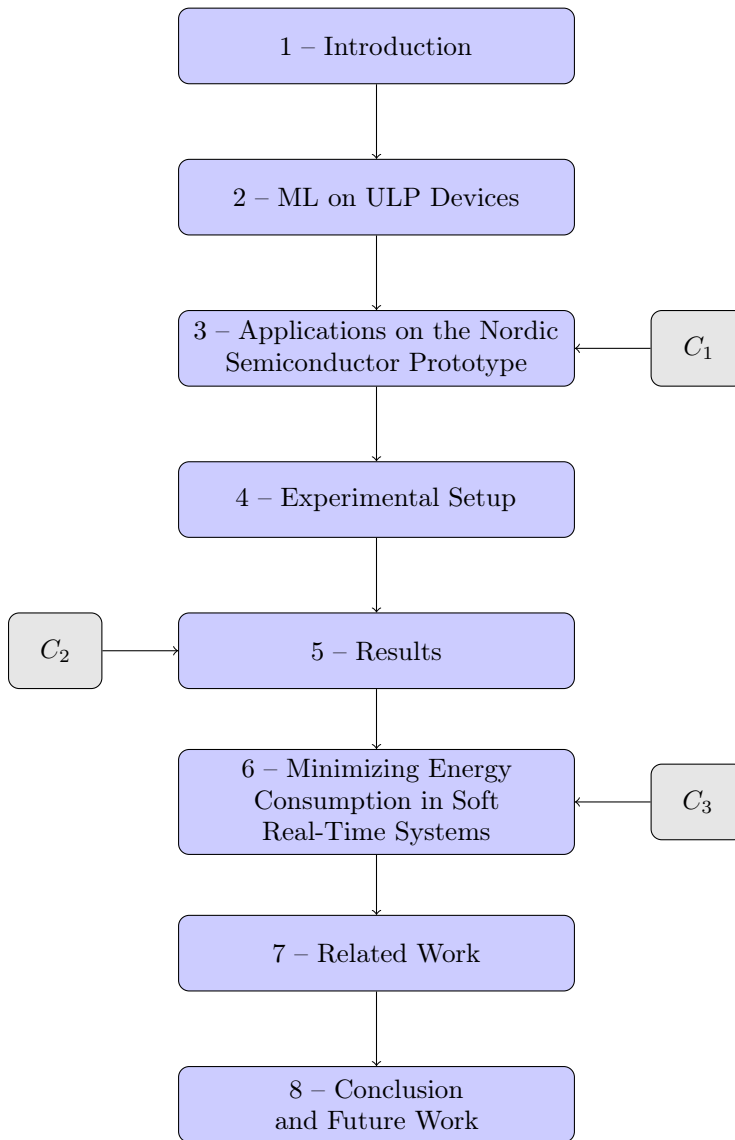 1 – Introduction
2 – ML on ULP Devices
3 – Applications on the Nordic
Semiconductor Prototype
C₁
4 – Experimental Setup
C₂
5 – Results
6 – Minimizing Energy
Consumption in Soft
Real-Time Systems
C₃
7 – Related Work
8 – Conclusion
and Future Work